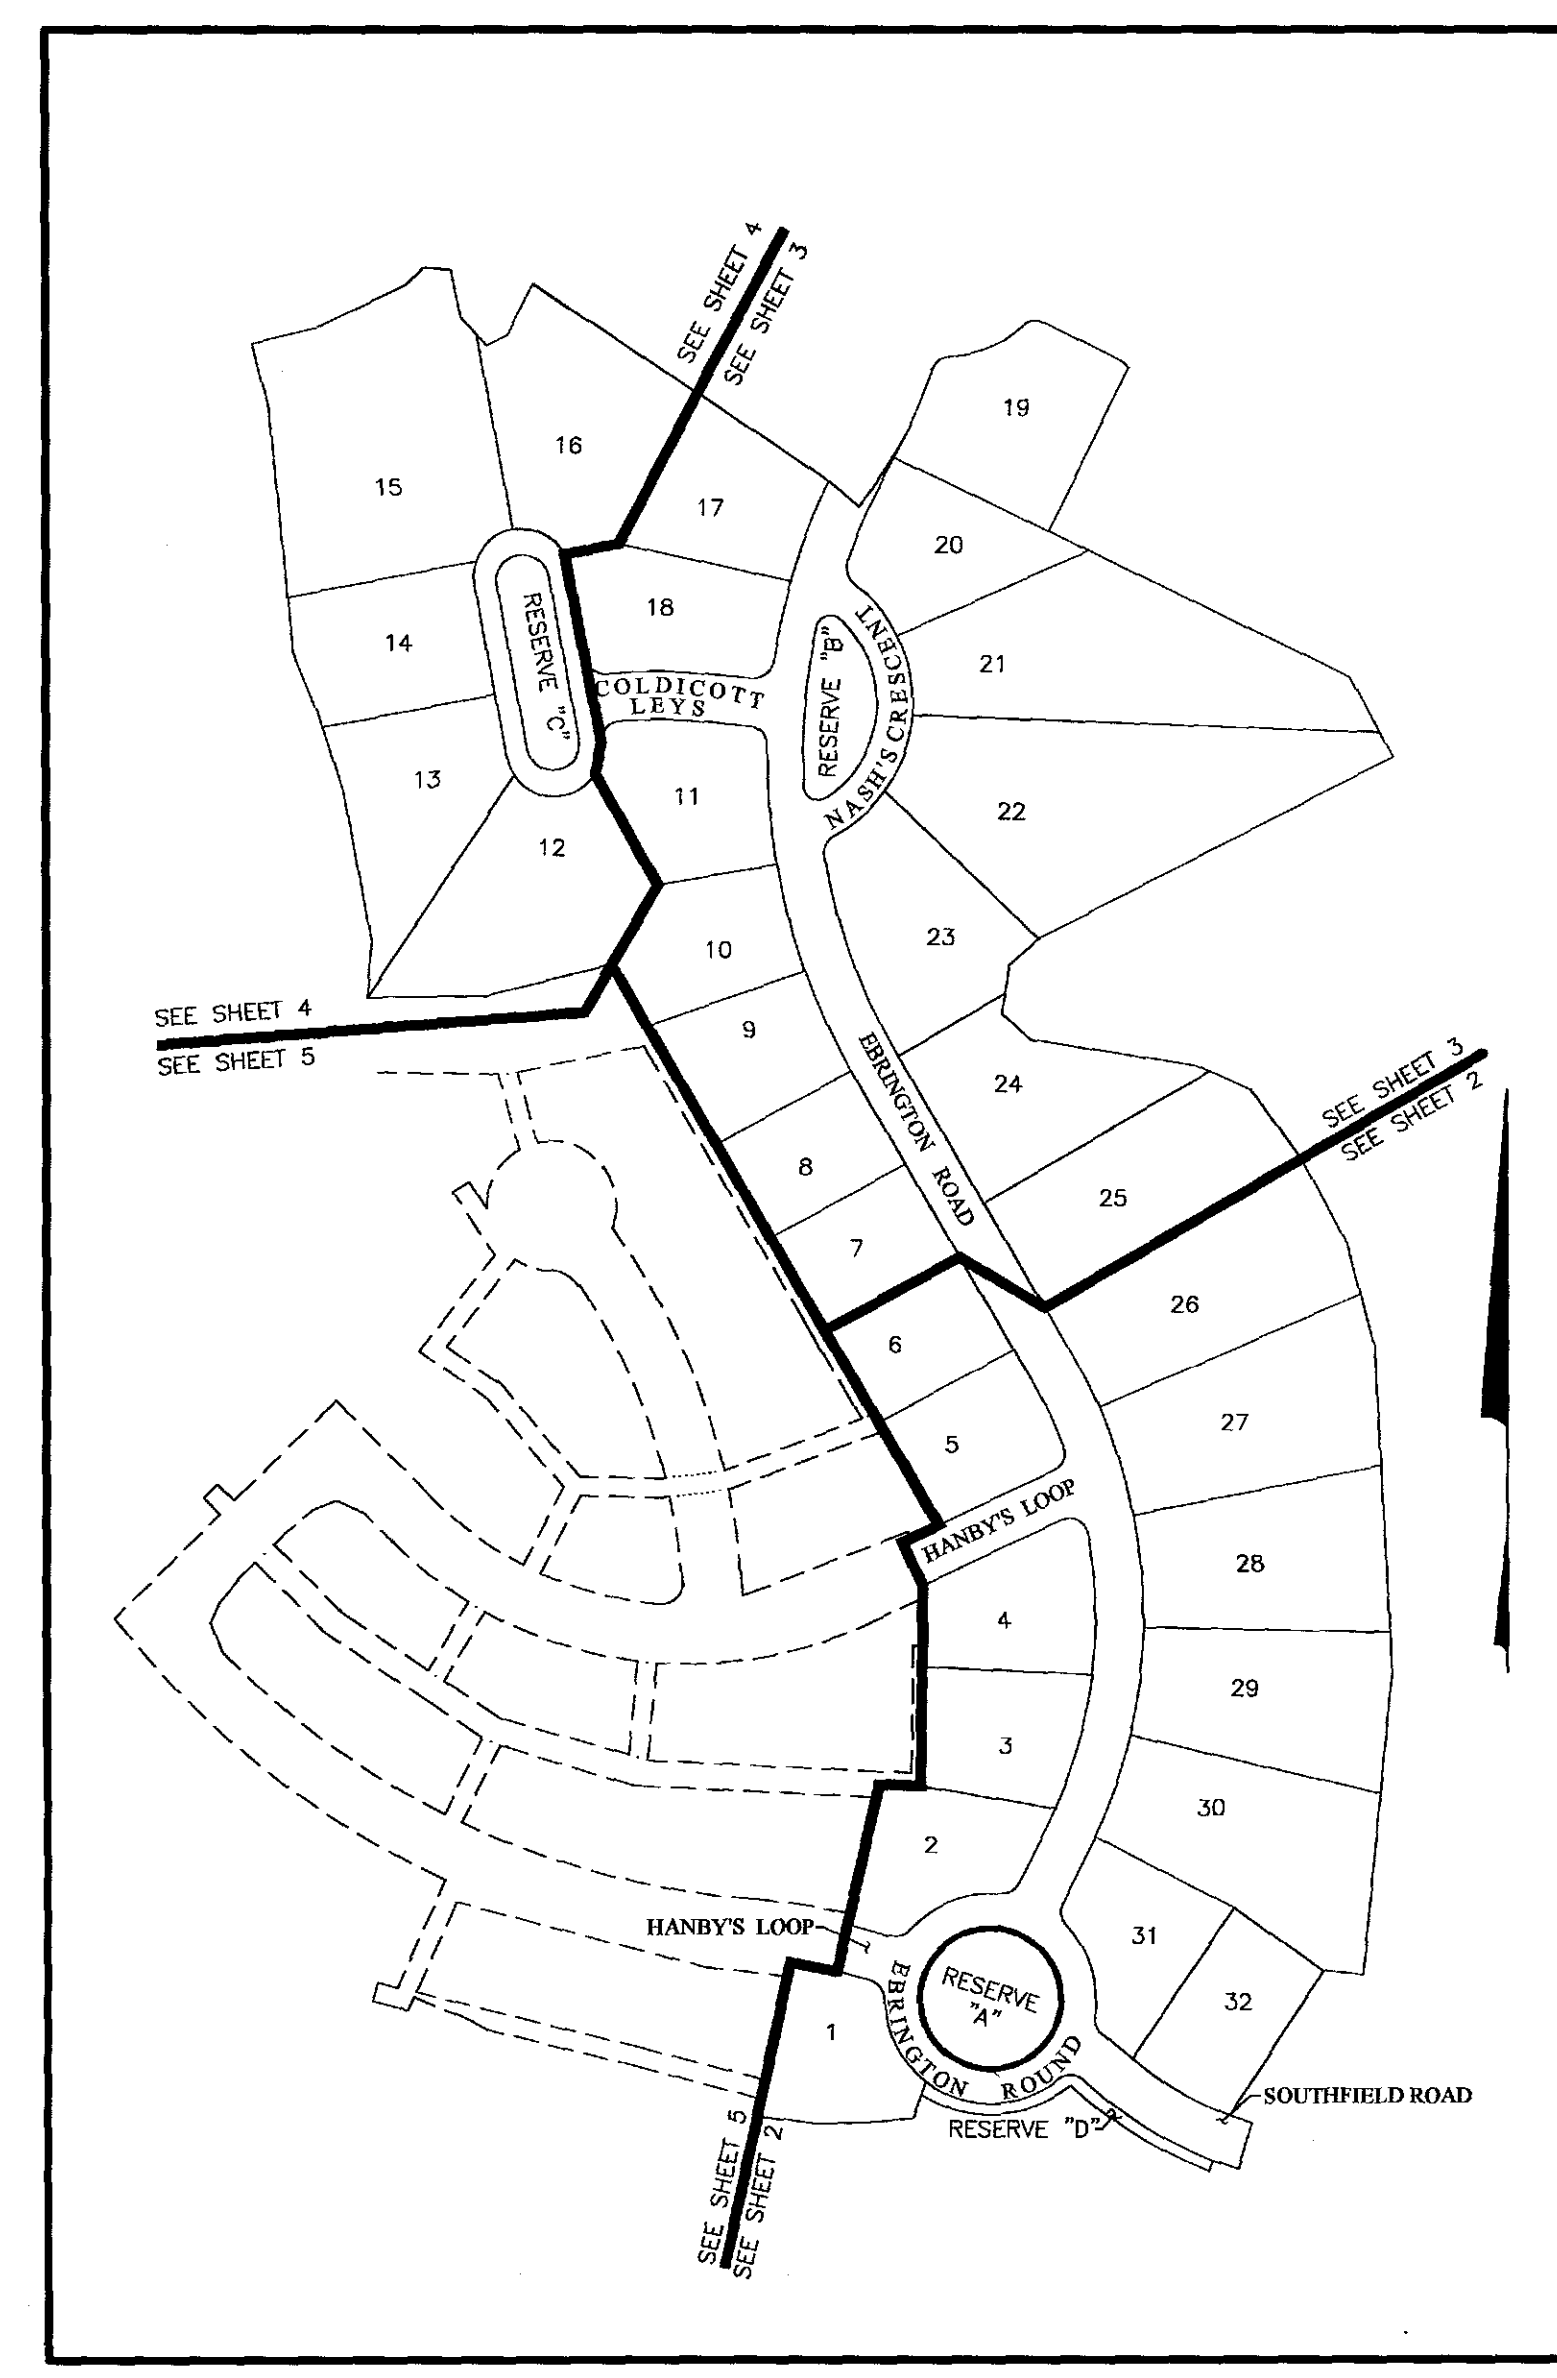 SEE SHEET 4
SEE SHEET 3
19
16
15
17
20
18
14
RESERVE "C"
COLDICOTT
LEYS
RESERVE "B"
NASH'S CRESCENT
21
13
11
22
12
23
10
SEE SHEET 4
SEE SHEET 5
9
EBRINGTON ROAD
24
SEE SHEET 3
SEE SHEET 2
8
25
7
26
6
27
5
HANBY'S LOOP
28
4
29
3
30
2
HANBY'S LOOP
31
RESERVE
"A"
32
1
EBRINGTON ROUND
SOUTHFIELD ROAD
RESERVE "D"
SEE SHEET 5
SEE SHEET 2